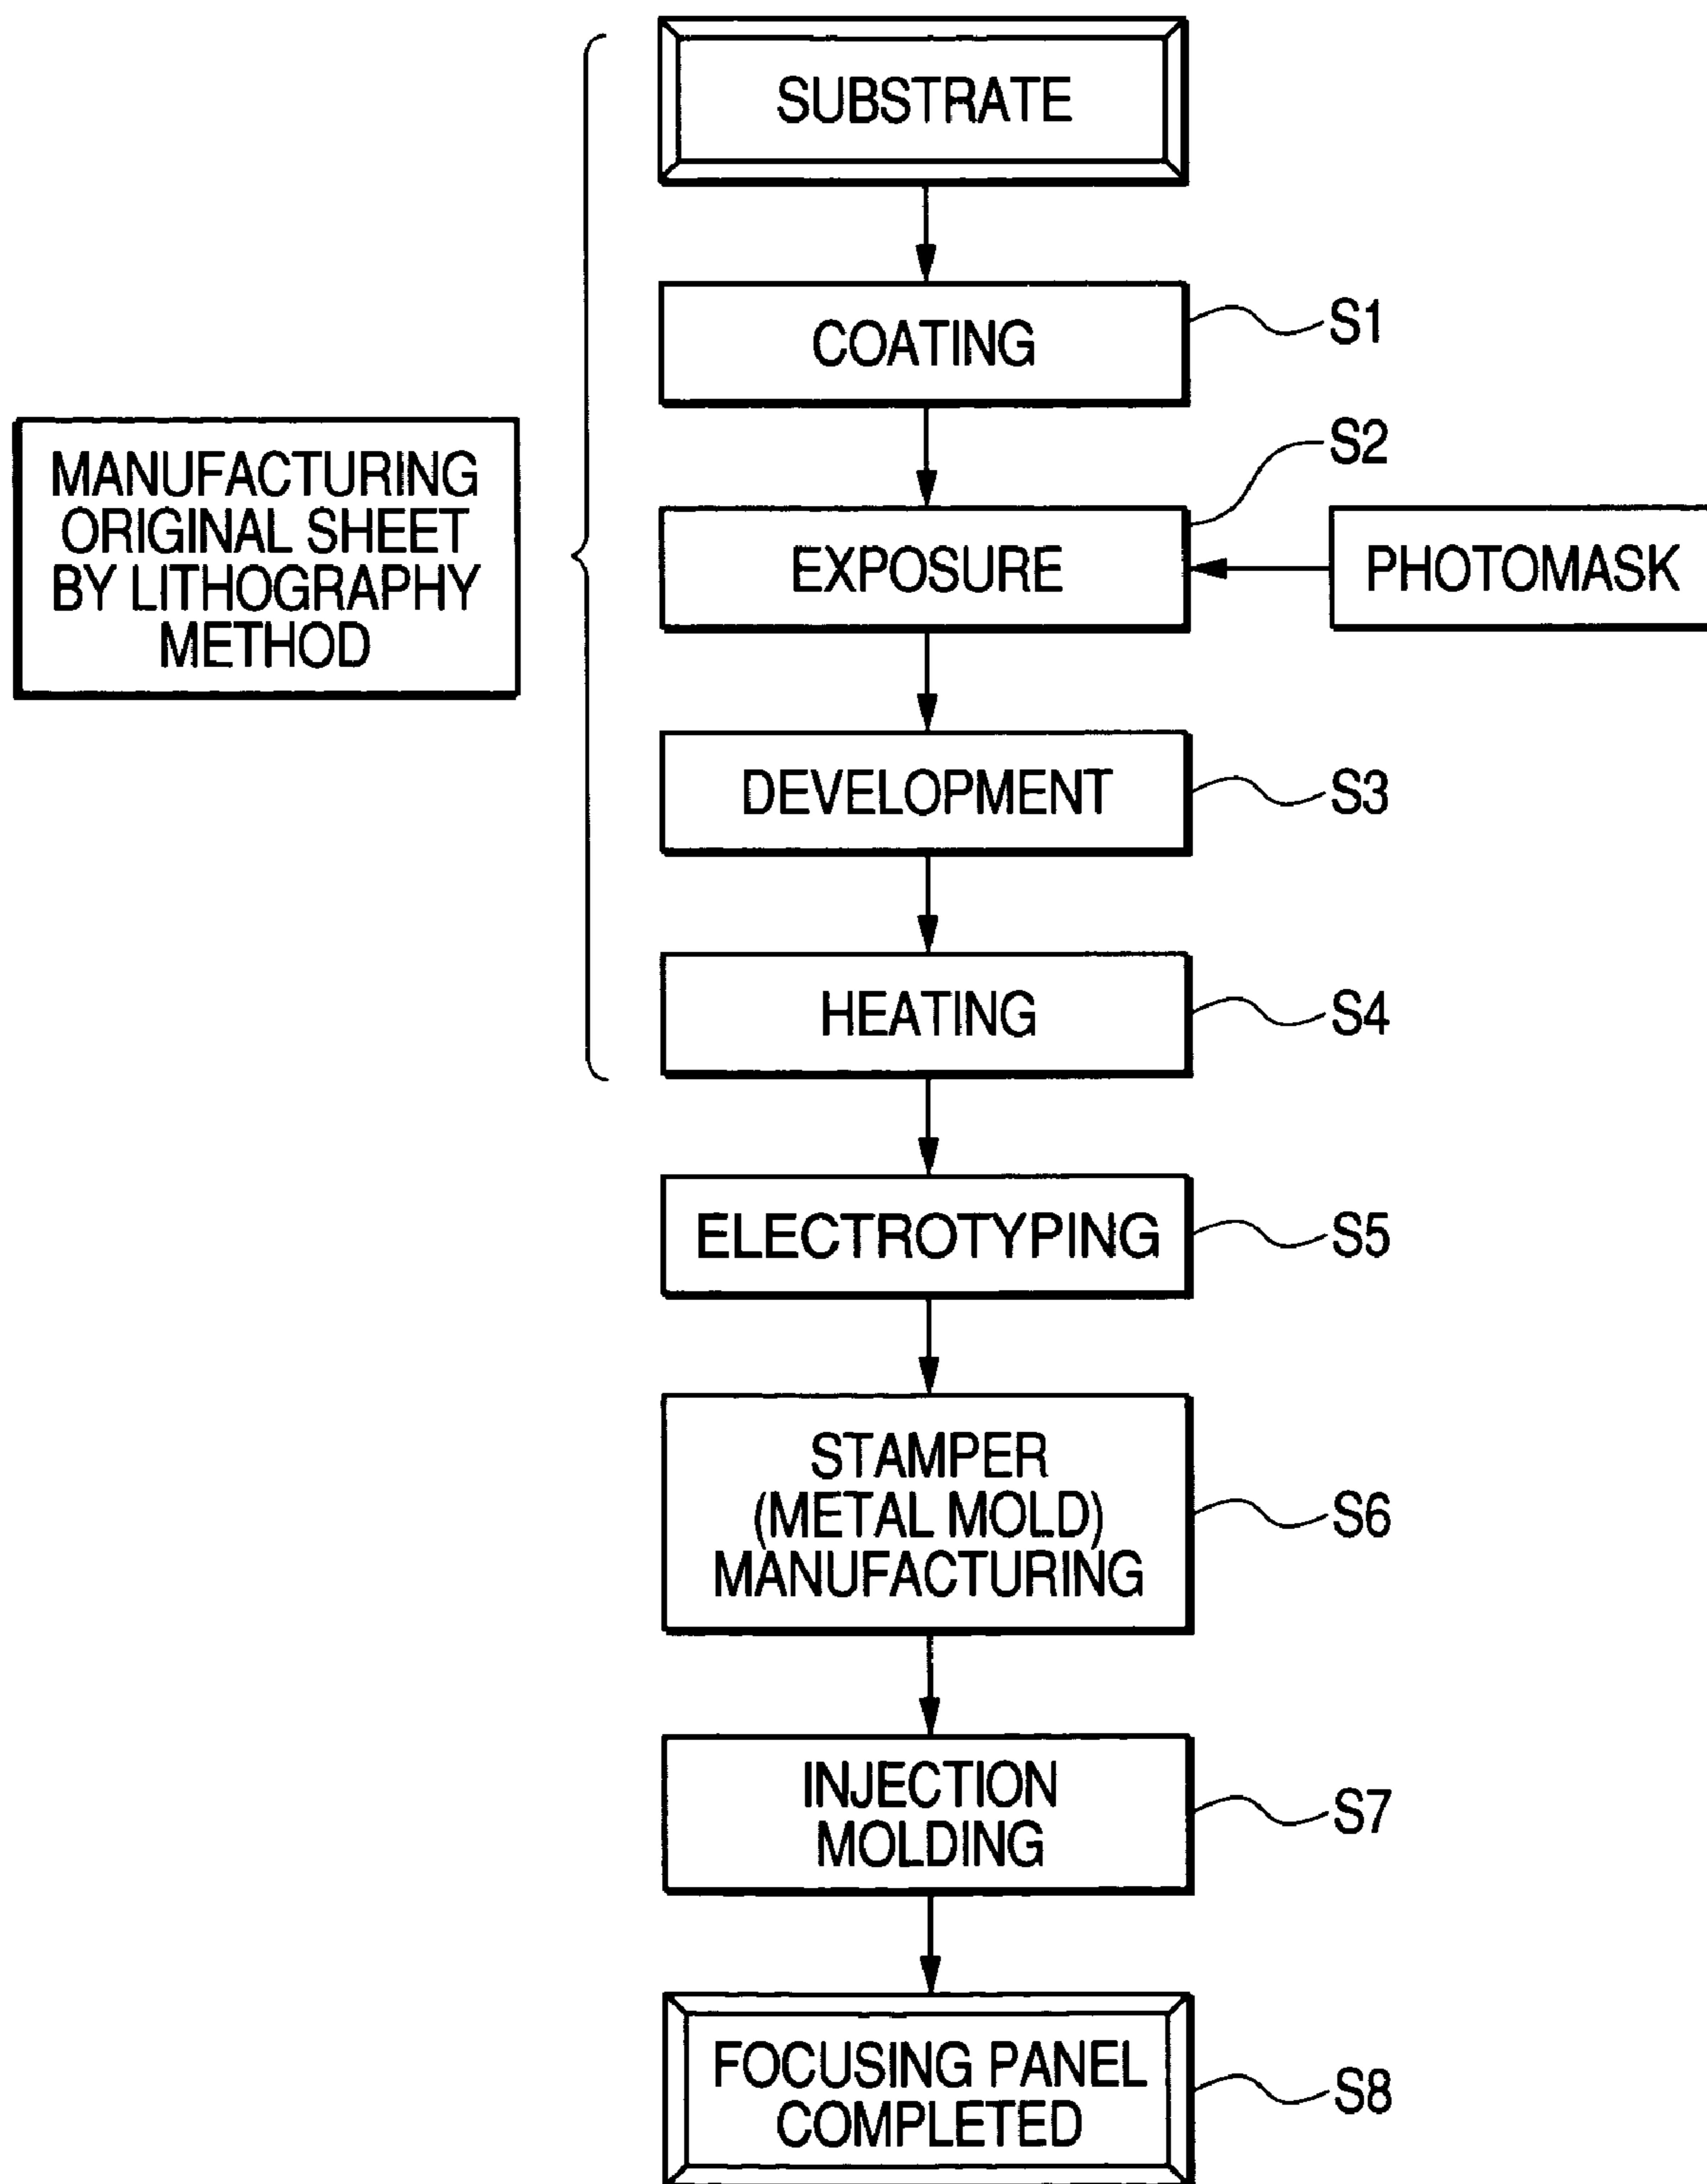 SUBSTRATE
COATING
S1
MANUFACTURING
ORIGINAL SHEET
BY LITHOGRAPHY
METHOD
S2
EXPOSURE
PHOTOMASK
DEVELOPMENT
S3
HEATING
S4
ELECTROTYPING
S5
STAMPER
(METAL MOLD)
MANUFACTURING
S6
INJECTION
MOLDING
S7
FOCUSING PANEL
COMPLETED
S8